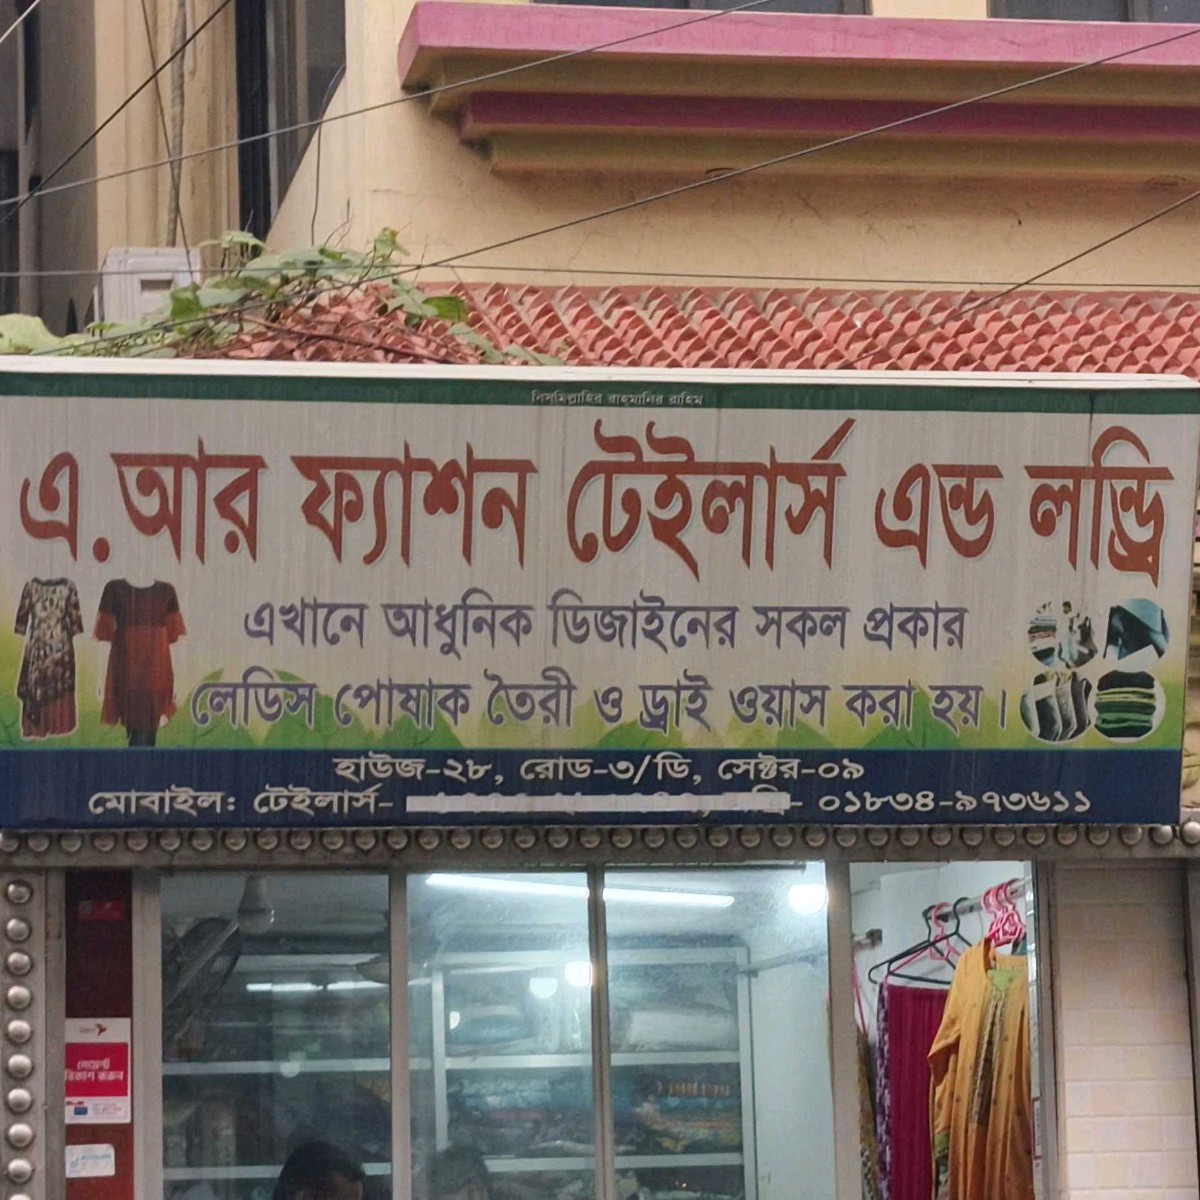 বিসমিল্লাহির রাহমানির রাহিম
এ.আর ফ্যাশন টেইলার্স এন্ড লন্ড্রি
এখানে আধুনিক ডিজাইনের সকল প্রকার
লেডিস পোষাক তৈরী ও ড্রাই ওয়াস করা হয়।
হাউজ-২৮, রোড-৩/ডি, সেক্টর-০৯
মোবাইল: টেইলার্স- - ০১৮৩৪-৯৭৩৬১১
পেমেন্ট
বিকাশ করুন